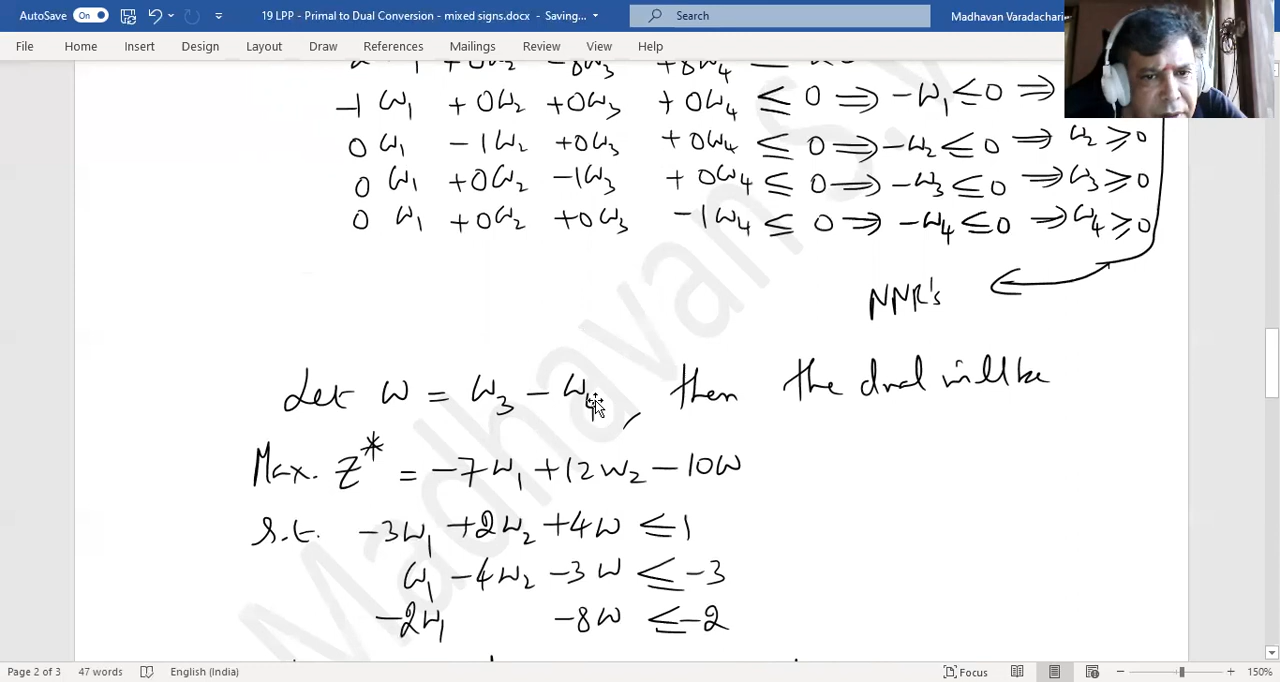 AutoSave On 19 LPP - Primal to Dual Conversion - mixed signs.docx - Saving... Search Madhavan Varadachari
File Home Insert Design Layout Draw References Mailings Review View Help
-1 W₁ +0W₂ +0W₃ +0W₄ ≤ 0 ⟹ -W₁ ≤ 0 ⟹
0 W₁ -1W₂ +0W₃ +0W₄ ≤ 0 ⟹ -W₂ ≤ 0 ⟹ W₂ ≥ 0
0 W₁ +0W₂ -1W₃ +0W₄ ≤ 0 ⟹ -W₃ ≤ 0 ⟹ W₃ ≥ 0
0 W₁ +0W₂ +0W₃ -1W₄ ≤ 0 ⟹ -W₄ ≤ 0 ⟹ W₄ ≥ 0
NNR's
Let W = W₃ - W₄, then the dual will be
Max. Z* = -7W₁ +12W₂ -10W
s.t. -3W₁ +2W₂ +4W ≤ 1
W₁ -4W₂ -3W ≤ -3
-2W₁ -8W ≤ -2
Madhavan S. V
Page 2 of 3 47 words English (India) Focus 150%